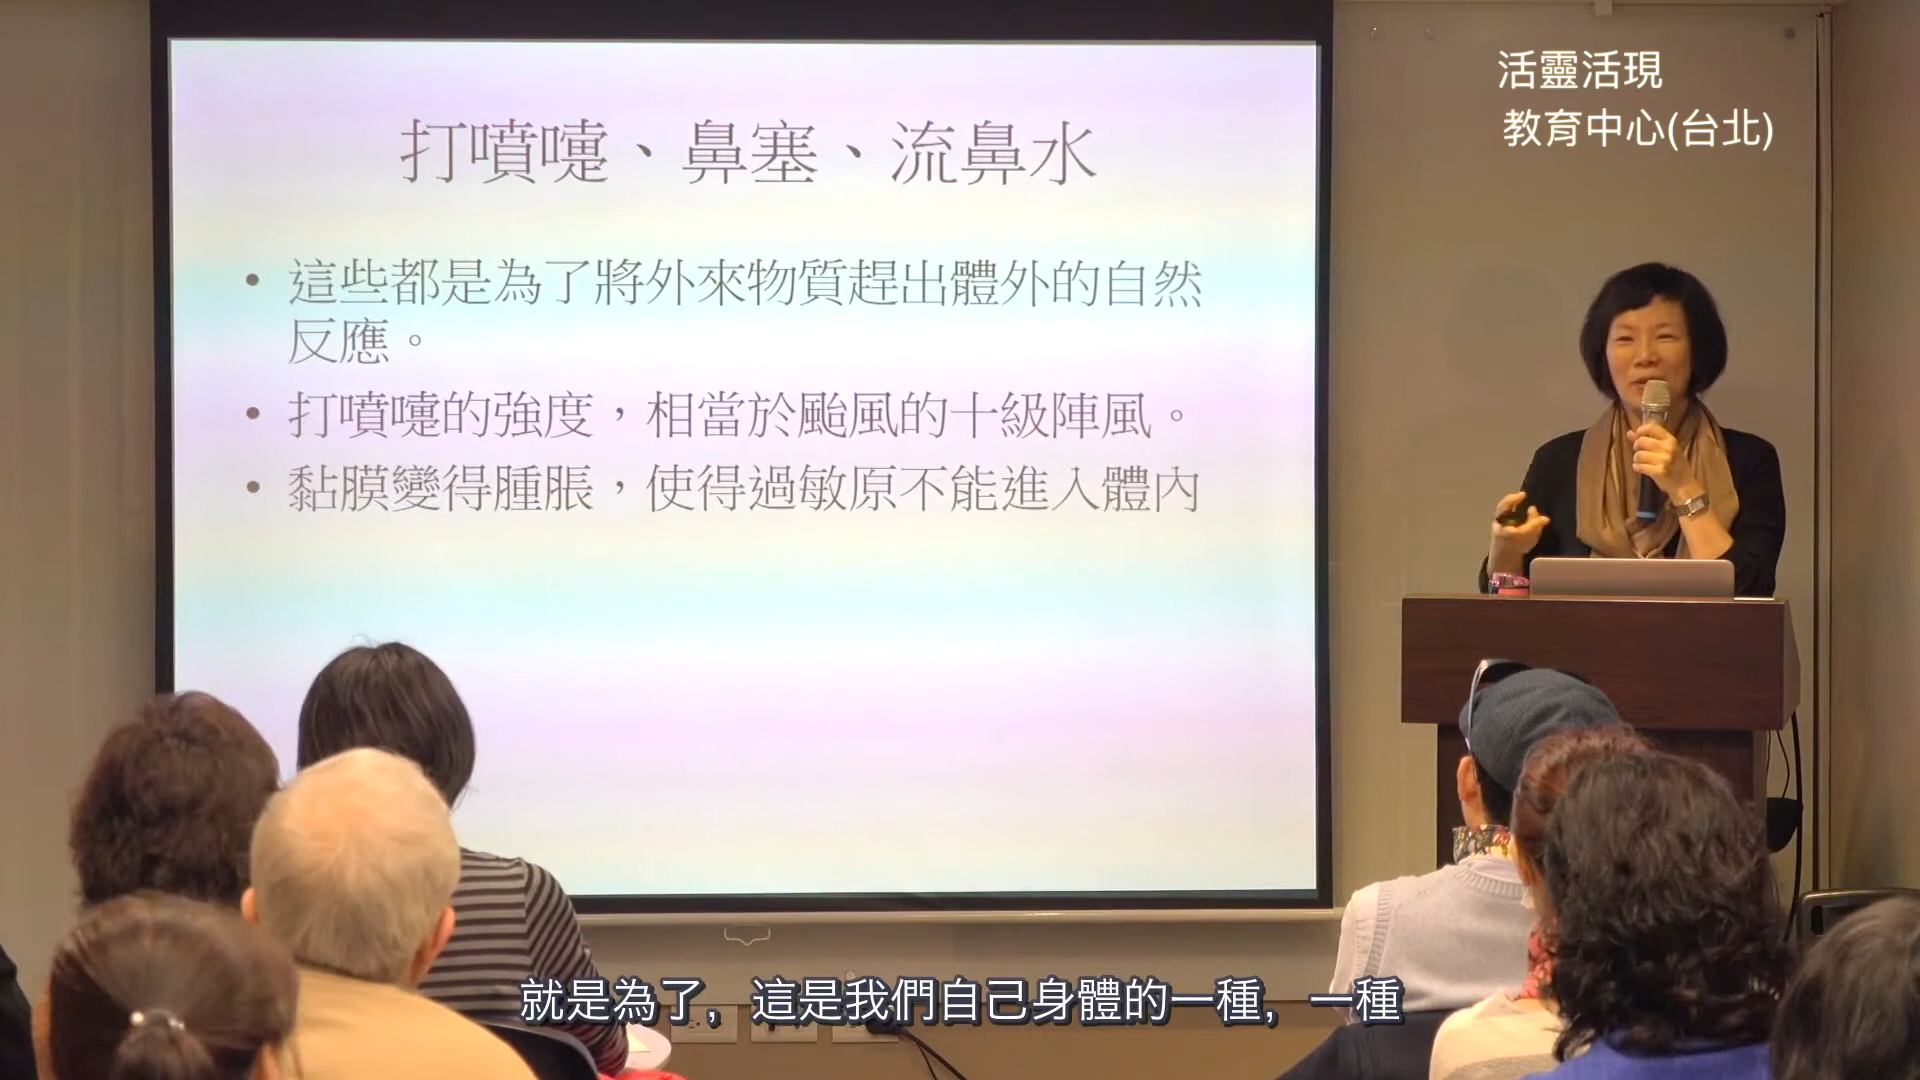 活靈活現
教育中心(台北)
打噴嚏、鼻塞、流鼻水
• 這些都是為了將外來物質趕出體外的自然
反應。
• 打噴嚏的強度，相當於颱風的十級陣風。
• 黏膜變得腫脹，使得過敏原不能進入體內
就是為了, 這是我們自己身體的一種, 一種